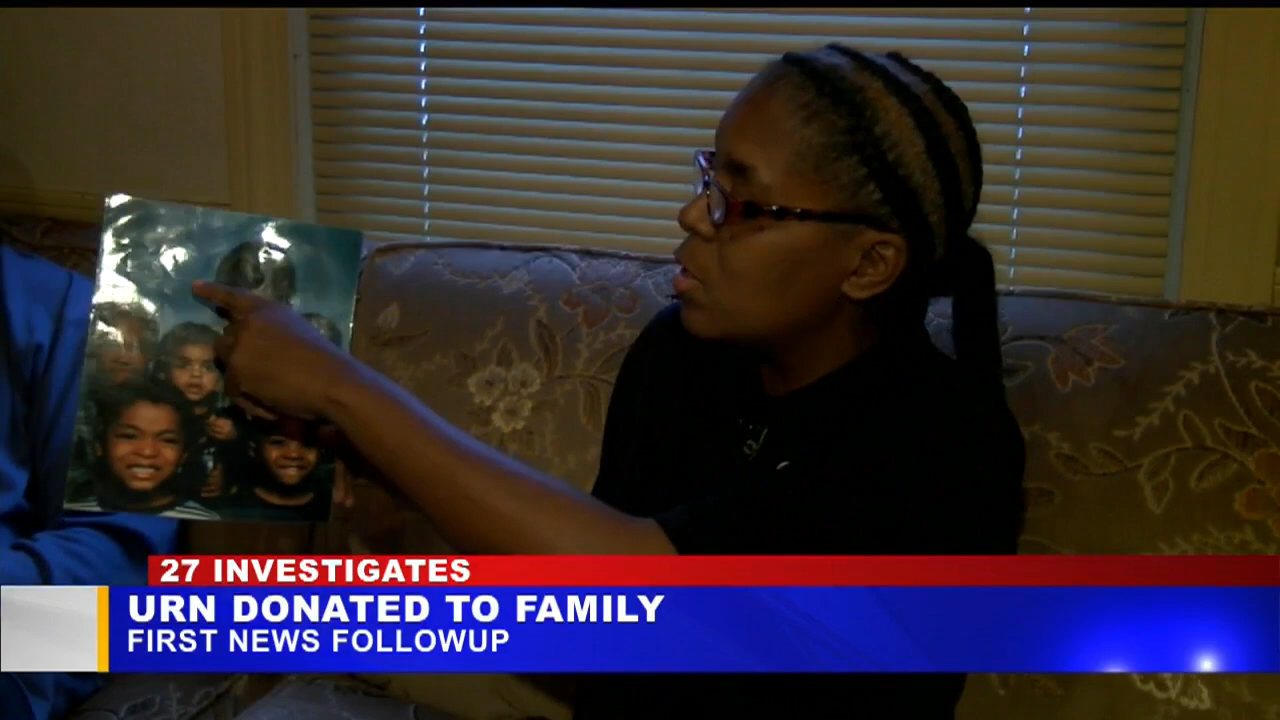 27 INVESTIGATES
URN DONATED TO FAMILY
FIRST NEWS FOLLOWUP